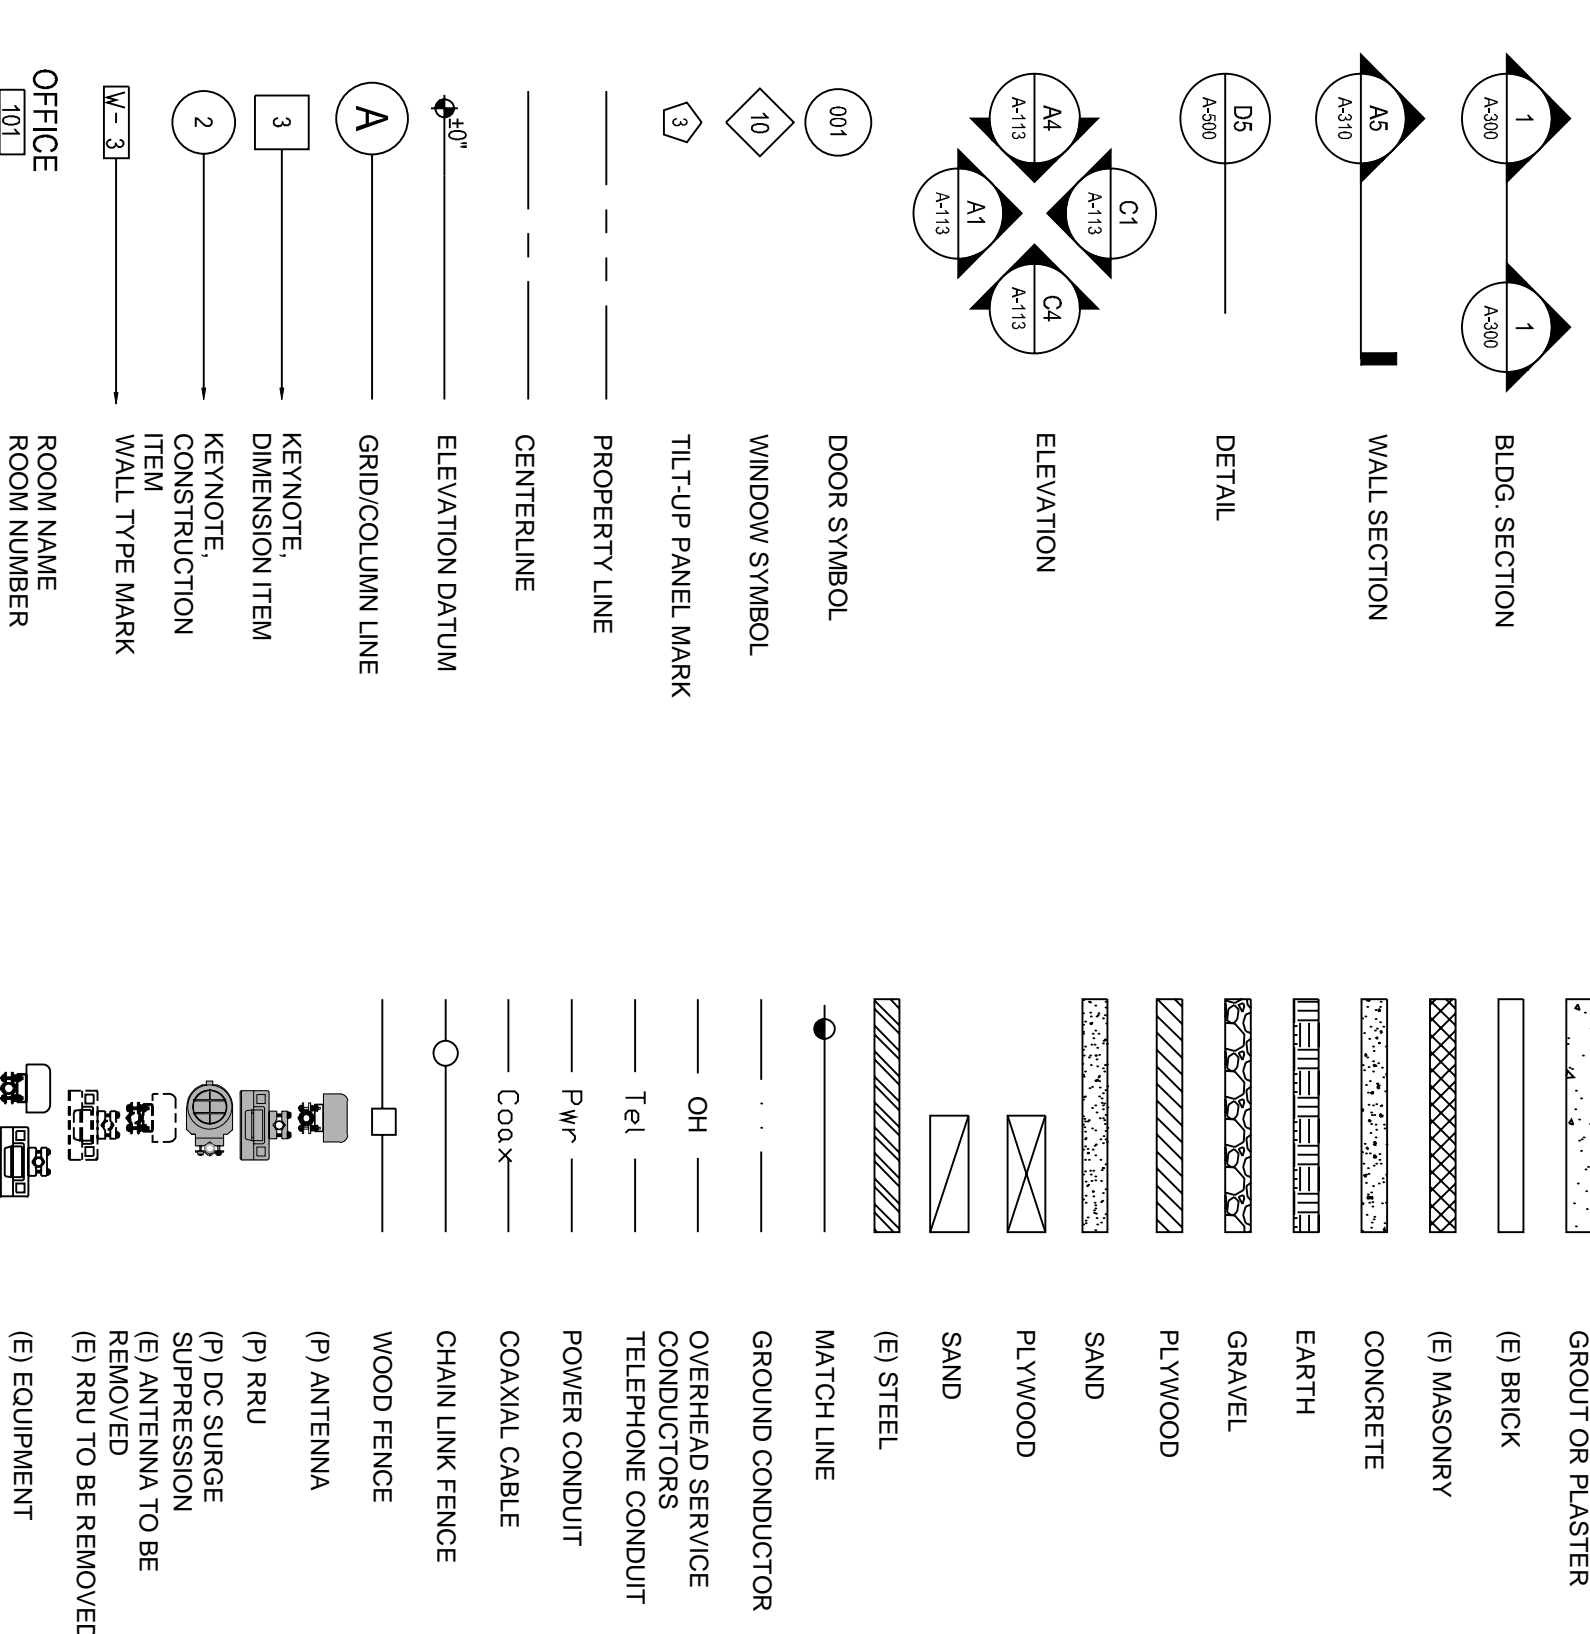 1
A-300
1
A-300
BLDG. SECTION
A5
A-310
WALL SECTION
D5
A-500
DETAIL
A4
A-113
C1
A-113
A1
A-113
C4
A-113
ELEVATION
001
DOOR SYMBOL
10
WINDOW SYMBOL
3
TILT-UP PANEL MARK
PROPERTY LINE
CENTERLINE
±0"
ELEVATION DATUM
A
GRID/COLUMN LINE
3
KEYNOTE,
DIMENSION ITEM
2
KEYNOTE,
CONSTRUCTION
ITEM
W-3
WALL TYPE MARK
OFFICE
101
ROOM NAME
ROOM NUMBER
GROUT OR PLASTER
(E) BRICK
(E) MASONRY
CONCRETE
EARTH
GRAVEL
PLYWOOD
SAND
PLYWOOD
SAND
(E) STEEL
MATCH LINE
GROUND CONDUCTOR
OH
OVERHEAD SERVICE
CONDUCTORS
Tel
TELEPHONE CONDUIT
Pwr
POWER CONDUIT
Coax
COAXIAL CABLE
CHAIN LINK FENCE
WOOD FENCE
(P) ANTENNA
(P) RRU
(P) DC SURGE
SUPPRESSION
(E) ANTENNA TO BE
REMOVED
(E) RRU TO BE REMOVED
(E) EQUIPMENT